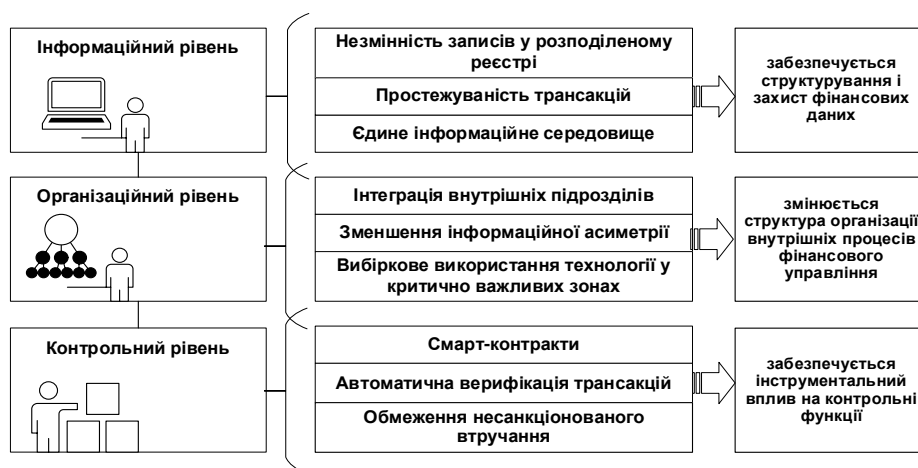 Інформаційний рівень
Незмінність записів у розподіленому
реєстрі
Простежуваність трансакцій
Єдине інформаційне середовище
забезпечується
структурування і
захист фінансових
даних
Організаційний рівень
Інтеграція внутрішніх підрозділів
Зменшення інформаційної асиметрії
Вибіркове використання технології у
критично важливих зонах
змінюється
структура організації
внутрішніх процесів
фінансового
управління
Контрольний рівень
Смарт-контракти
Автоматична верифікація трансакцій
Обмеження несанкціонованого
втручання
забезпечується
інструментальний
вплив на контрольні
функції